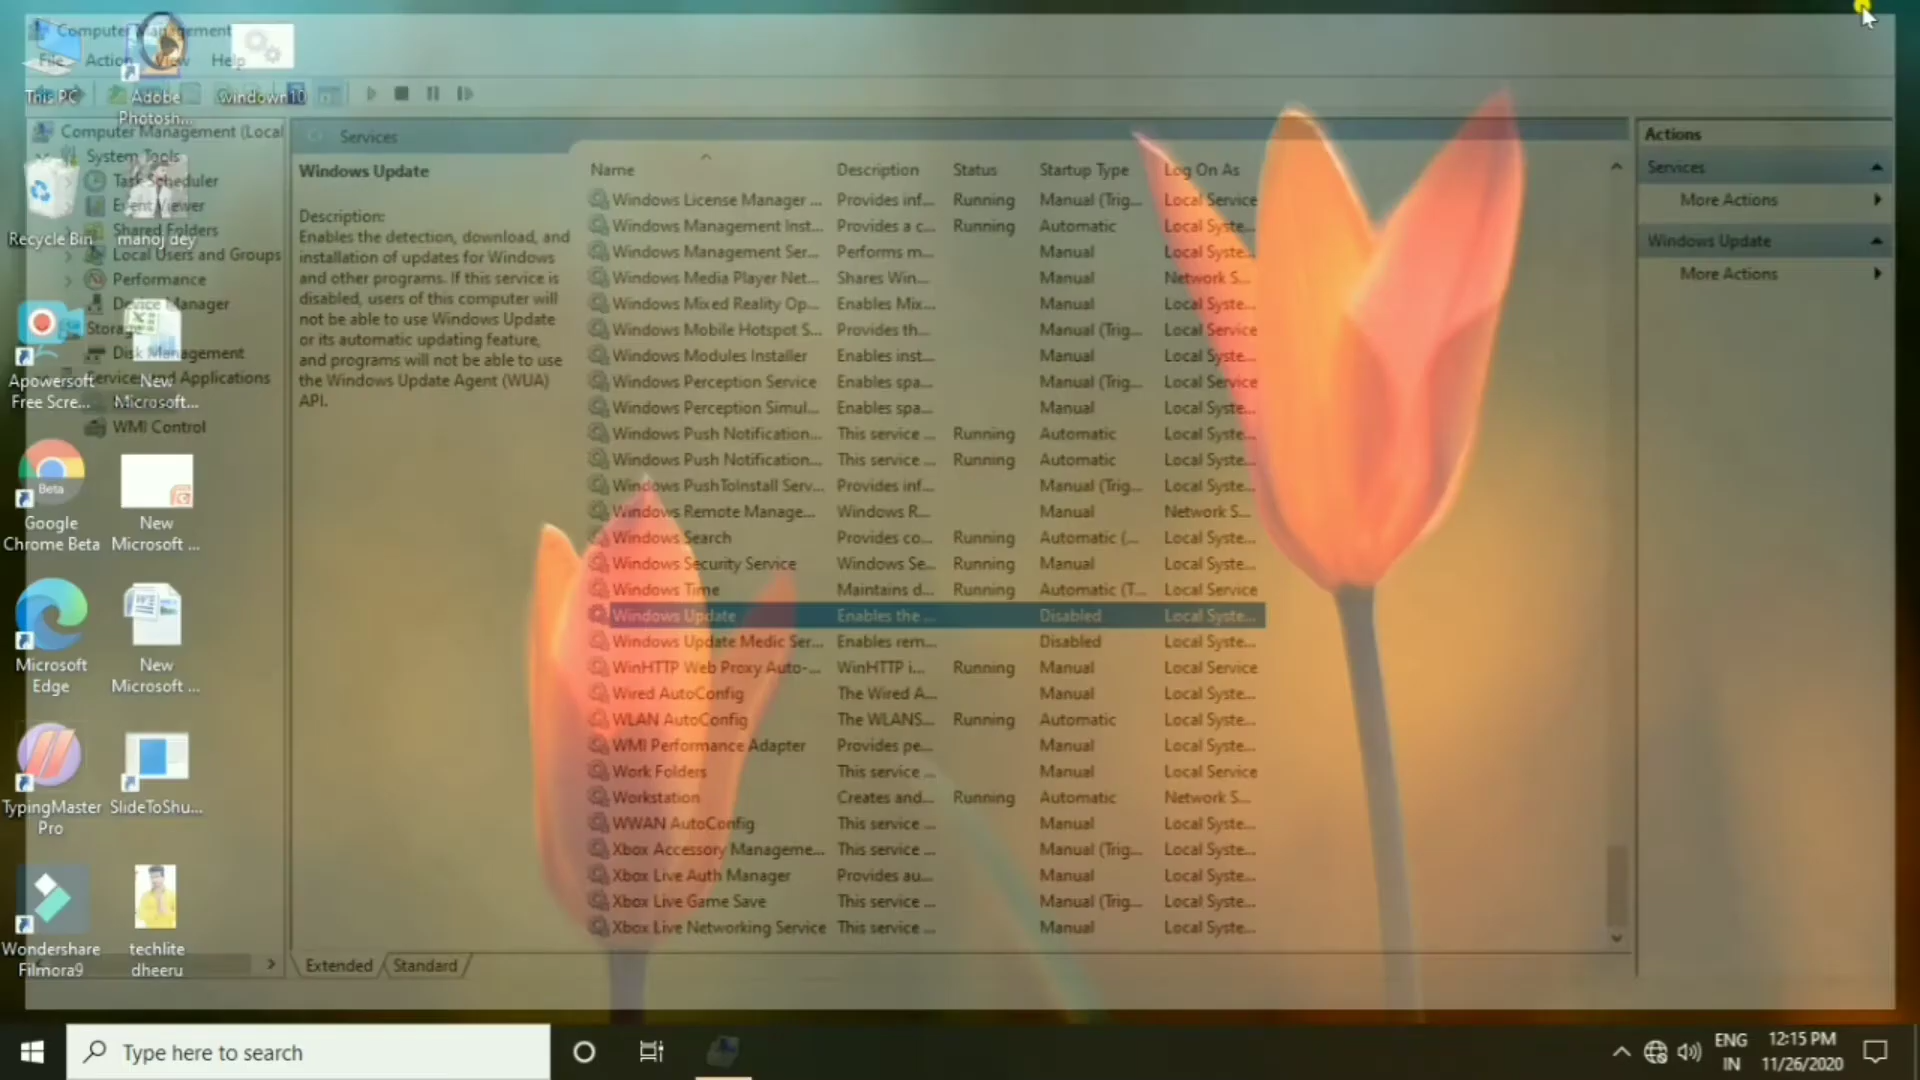 Computer Management
File Action View Help
This PC
Adobe
Photosh...
windown10
Computer Management (Local
System Tools
Task Scheduler
Event Viewer
Shared Folders
Local Users and Groups
Performance
Device Manager
Storage
Disk Management
Services and Applications
WMI Control
Recycle Bin
manoj dey
Apowersoft
Free Scre...
New
Microsoft...
Beta
Google
Chrome Beta
New
Microsoft ...
Microsoft
Edge
New
Microsoft ...
TypingMaster
Pro
SlideToShu...
Wondershare
Filmora9
techlite
dheeru
Services
Windows Update
Description:
Enables the detection, download, and
installation of updates for Windows
and other programs. If this service is
disabled, users of this computer will
not be able to use Windows Update
or its automatic updating feature,
and programs will not be able to use
the Windows Update Agent (WUA)
API.
Name Description Status Startup Type Log On As
Windows License Manager ... Provides inf... Running Manual (Trig... Local Service
Windows Management Inst... Provides a c... Running Automatic Local Syste...
Windows Management Ser... Performs m... Manual Local Syste...
Windows Media Player Net... Shares Win... Manual Network S...
Windows Mixed Reality Op... Enables Mix... Manual Local Syste...
Windows Mobile Hotspot S... Provides th... Manual (Trig... Local Service
Windows Modules Installer Enables inst... Manual Local Syste...
Windows Perception Service Enables spa... Manual (Trig... Local Service
Windows Perception Simul... Enables spa... Manual Local Syste...
Windows Push Notification... This service ... Running Automatic Local Syste...
Windows Push Notification... This service ... Running Automatic Local Syste...
Windows PushToInstall Serv... Provides inf... Manual (Trig... Local Syste...
Windows Remote Manage... Windows R... Manual Network S...
Windows Search Provides co... Running Automatic (... Local Syste...
Windows Security Service Windows Se... Running Manual Local Syste...
Windows Time Maintains d... Running Automatic (T... Local Service
Windows Update Enables the ... Disabled Local Syste...
Windows Update Medic Ser... Enables rem... Disabled Local Syste...
WinHTTP Web Proxy Auto-... WinHTTP i... Running Manual Local Service
Wired AutoConfig The Wired A... Manual Local Syste...
WLAN AutoConfig The WLANS... Running Automatic Local Syste...
WMI Performance Adapter Provides pe... Manual Local Syste...
Work Folders This service ... Manual Local Service
Workstation Creates and... Running Automatic Network S...
WWAN AutoConfig This service ... Manual Local Syste...
Xbox Accessory Manageme... This service ... Manual (Trig... Local Syste...
Xbox Live Auth Manager Provides au... Manual Local Syste...
Xbox Live Game Save This service ... Manual (Trig... Local Syste...
Xbox Live Networking Service This service ... Manual Local Syste...
Extended Standard
Actions
Services
More Actions
Windows Update
More Actions
Type here to search
ENG
IN
12:15 PM
11/26/2020